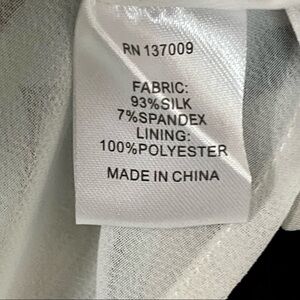 RN 137009
FABRIC:
93%SILK
7%SPANDEX
LINING:
100%POLYESTER
MADE IN CHINA